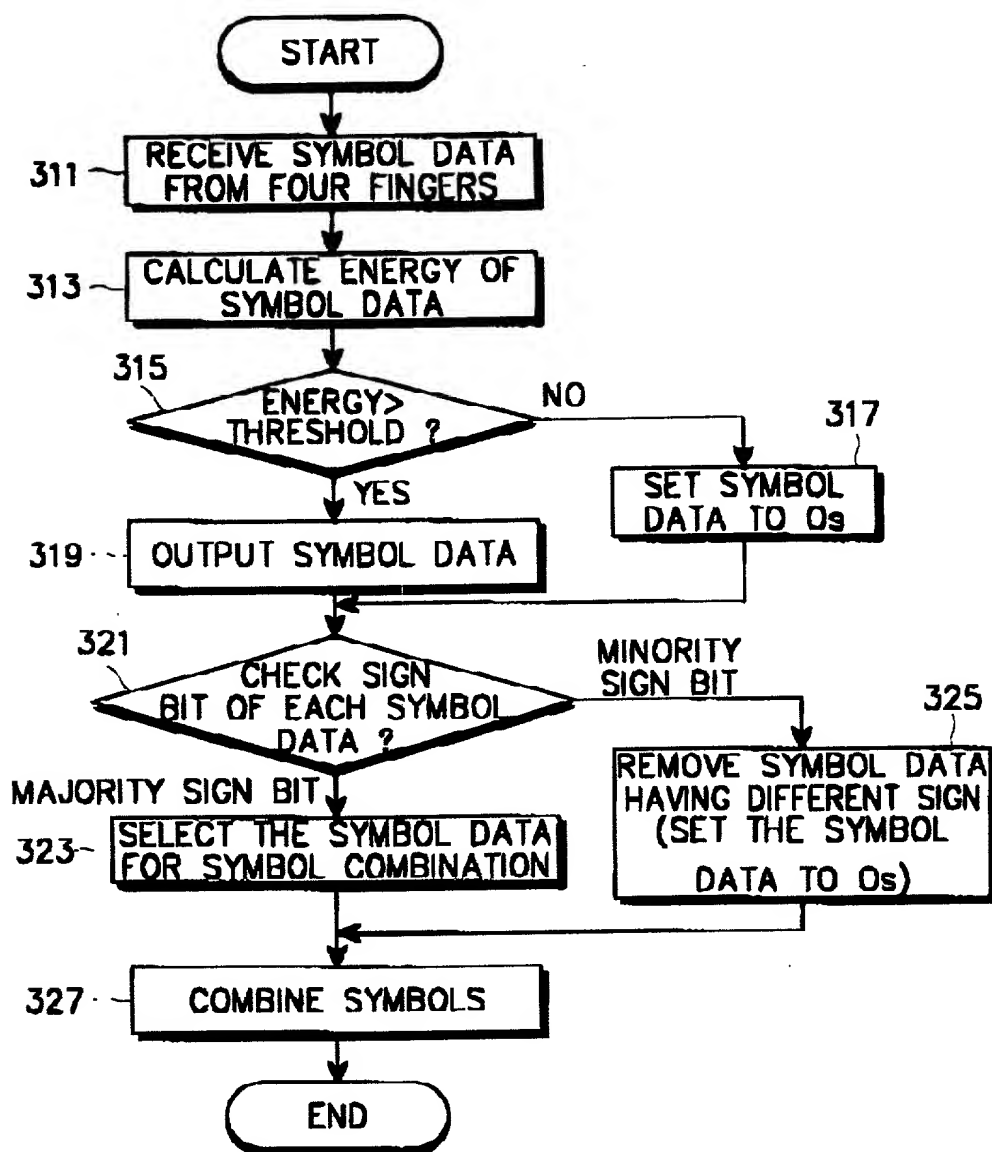 START
311
RECEIVE SYMBOL DATA
FROM FOUR FINGERS
313
CALCULATE ENERGY OF
SYMBOL DATA
315
ENERGY>
THRESHOLD ?
NO
YES
317
SET SYMBOL
DATA TO 0s
319
OUTPUT SYMBOL DATA
321
CHECK SIGN
BIT OF EACH SYMBOL
DATA ?
MINORITY
SIGN BIT
MAJORITY SIGN BIT
325
REMOVE SYMBOL DATA
HAVING DIFFERENT SIGN
(SET THE SYMBOL
DATA TO 0s)
323
SELECT THE SYMBOL DATA
FOR SYMBOL COMBINATION
327
COMBINE SYMBOLS
END